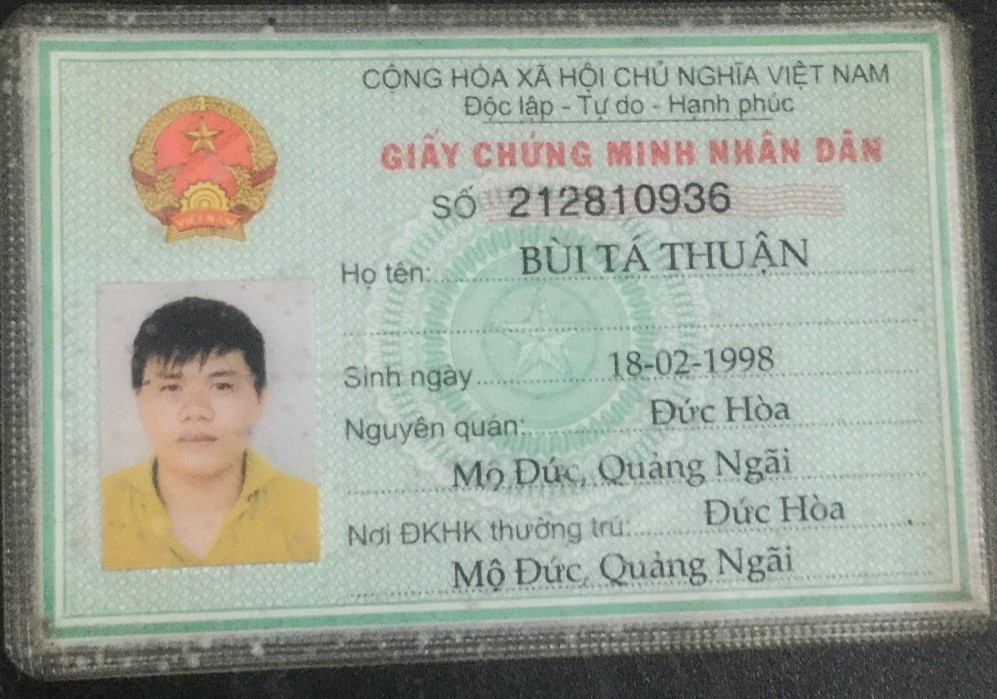 CỘNG HÒA XÃ HỘI CHỦ NGHĨA VIỆT NAM
Độc lập - Tự do - Hạnh phúc
GIẤY CHỨNG MINH NHÂN DÂN
SỐ 212810936
Họ tên: BÙI TÁ THUẬN
Sinh ngày 18-02-1998
Nguyên quán: Đức Hòa
Mộ Đức, Quảng Ngãi
Nơi ĐKHK thường trú: Đức Hòa
Mộ Đức, Quảng Ngãi
VIỆT NAM